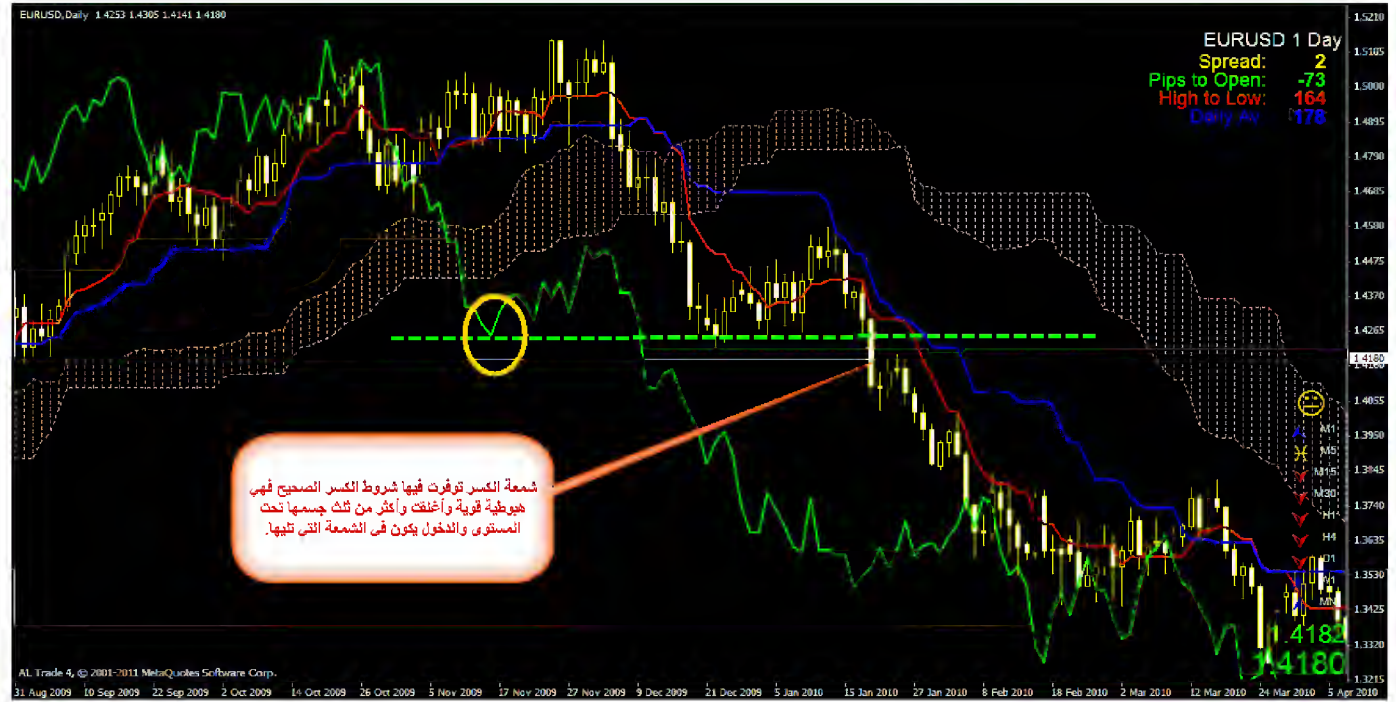 EURUSD,Daily 1.4253 1.4305 1.4141 1.4180
EURUSD 1 Day
Spread: 2
Pips to Open: -73
High to Low: 164
Daily Av 178
1.5210
1.5105
1.5000
1.4895
1.4790
1.4685
1.4580
1.4475
1.4370
1.4265
1.4180
1.4160
1.4055
1.3950
1.3845
1.3740
1.3635
1.3530
1.3425
1.3320
1.3215
M1
M5
M15
M30
H1
H4
D1
W1
MN
شمعة الكسر توفرت فيها شروط الكسر الصحيح فهي
هبوطية قوية وأغلقت وأكثر من ثلث جسمها تحت
المستوى والدخول يكون في الشمعة التي تليها.
1.4182
1.4180
AL Trade 4, © 2001-2011 MetaQuotes Software Corp.
31 Aug 2009 10 Sep 2009 22 Sep 2009 2 Oct 2009 14 Oct 2009 26 Oct 2009 5 Nov 2009 17 Nov 2009 27 Nov 2009 9 Dec 2009 21 Dec 2009 5 Jan 2010 15 Jan 2010 27 Jan 2010 8 Feb 2010 18 Feb 2010 2 Mar 2010 12 Mar 2010 24 Mar 2010 5 Apr 2010